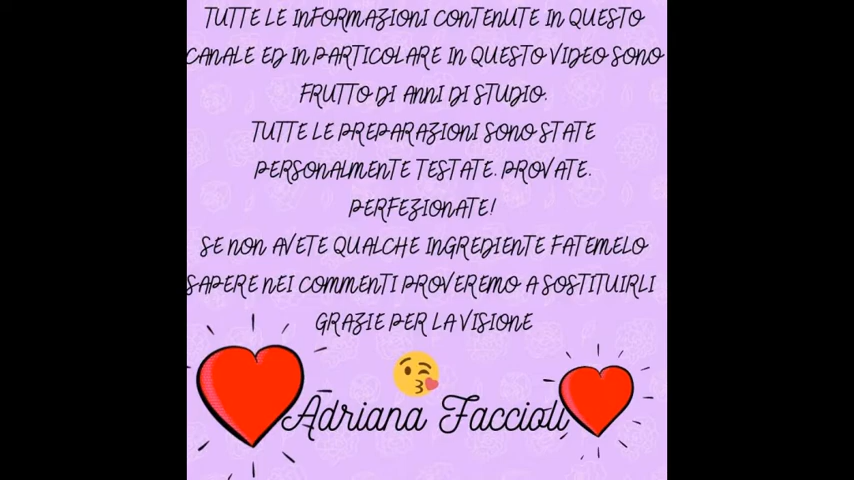 TUTTE LE INFORMAZIONI CONTENUTE IN QUESTO
CANALE ED IN PARTICOLARE IN QUESTO VIDEO SONO
FRUTTO DI ANNI DI STUDIO.
TUTTE LE PREPARAZIONI SONO STATE
PERSONALMENTE TESTATE. PROVATE.
PERFEZIONATE!
SE NON AVETE QUALCHE INGREDIENTE FATEMELO
SAPERE NEI COMMENTI PROVEREMO A SOSTITUIRLI
GRAZIE PER LA VISIONE
Adriana Faccioli